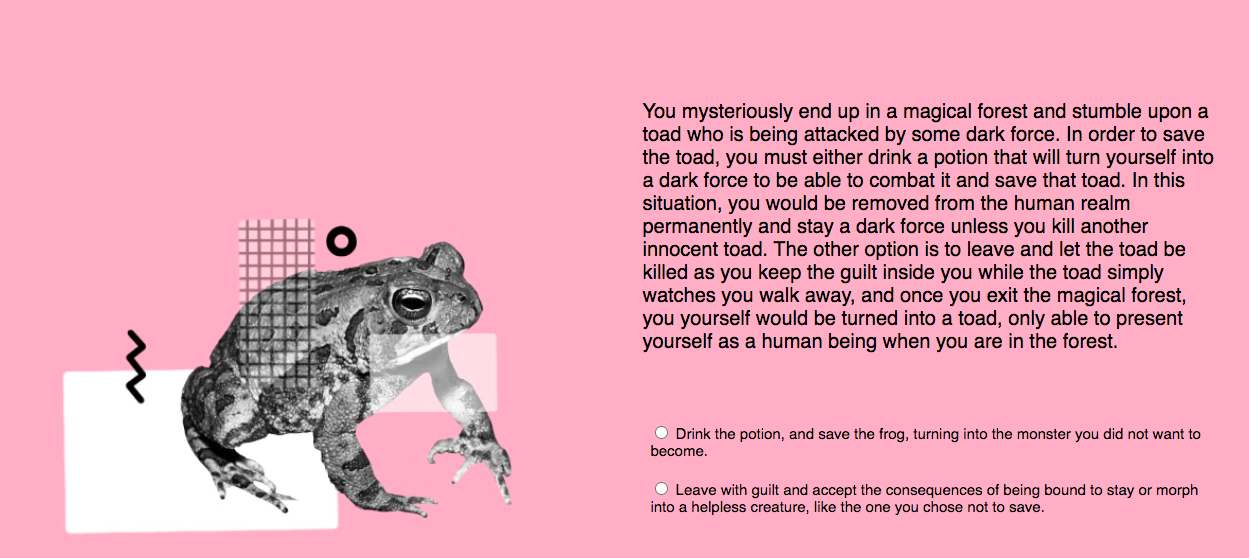 You mysteriously end up in a magical forest and stumble upon a
toad who is being attacked by some dark force. In order to save
the toad, you must either drink a potion that will turn yourself into
a dark force to be able to combat it and save that toad. In this
situation, you would be removed from the human realm
permanently and stay a dark force unless you kill another
innocent toad. The other option is to leave and let the toad be
killed as you keep the guilt inside you while the toad simply
watches you walk away, and once you exit the magical forest,
you yourself would be turned into a toad, only able to present
yourself as a human being when you are in the forest.
Drink the potion, and save the frog, turning into the monster you did not want to
become.
Leave with guilt and accept the consequences of being bound to stay or morph
into a helpless creature, like the one you chose not to save.